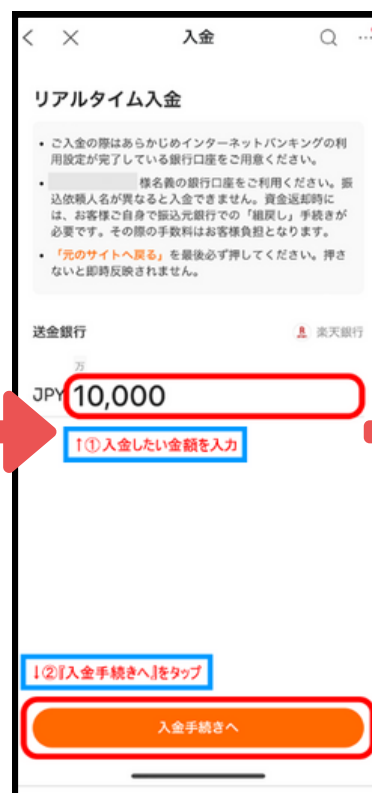 入金
リアルタイム入金
• ご入金の際はあらかじめインターネットバンキングの利
用設定が完了している銀行口座をご用意ください。
• 様名義の銀行口座をご利用ください。振
込依頼人名が異なると入金できません。資金返却時に
は、お客様ご自身で振込元銀行での「組戻し」手続きが
必要です。その際の手数料はお客様負担となります。
• 「元のサイトへ戻る」を最後必ず押してください。押さ
ないと即時反映されません。
送金銀行 R 楽天銀行
万
JPY 10,000
↑①入金したい金額を入力
↓②『入金手続きへ』をタップ
入金手続きへ